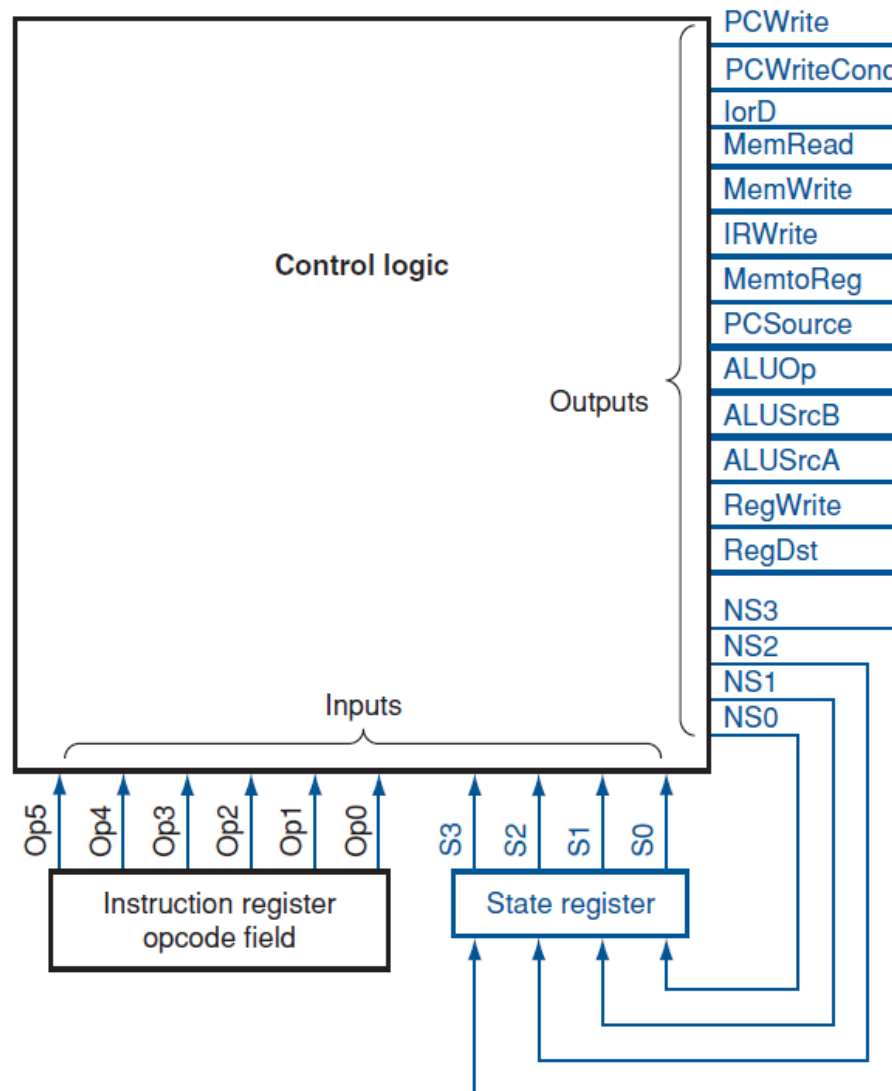 PCWrite
PCWriteCond
IorD
MemRead
MemWrite
IRWrite
MemtoReg
PCSource
ALUOp
ALUSrcB
ALUSrcA
RegWrite
RegDst
NS3
NS2
NS1
NS0
Control logic
Outputs
Inputs
Op5
Op4
Op3
Op2
Op1
Op0
S3
S2
S1
S0
Instruction register
opcode field
State register